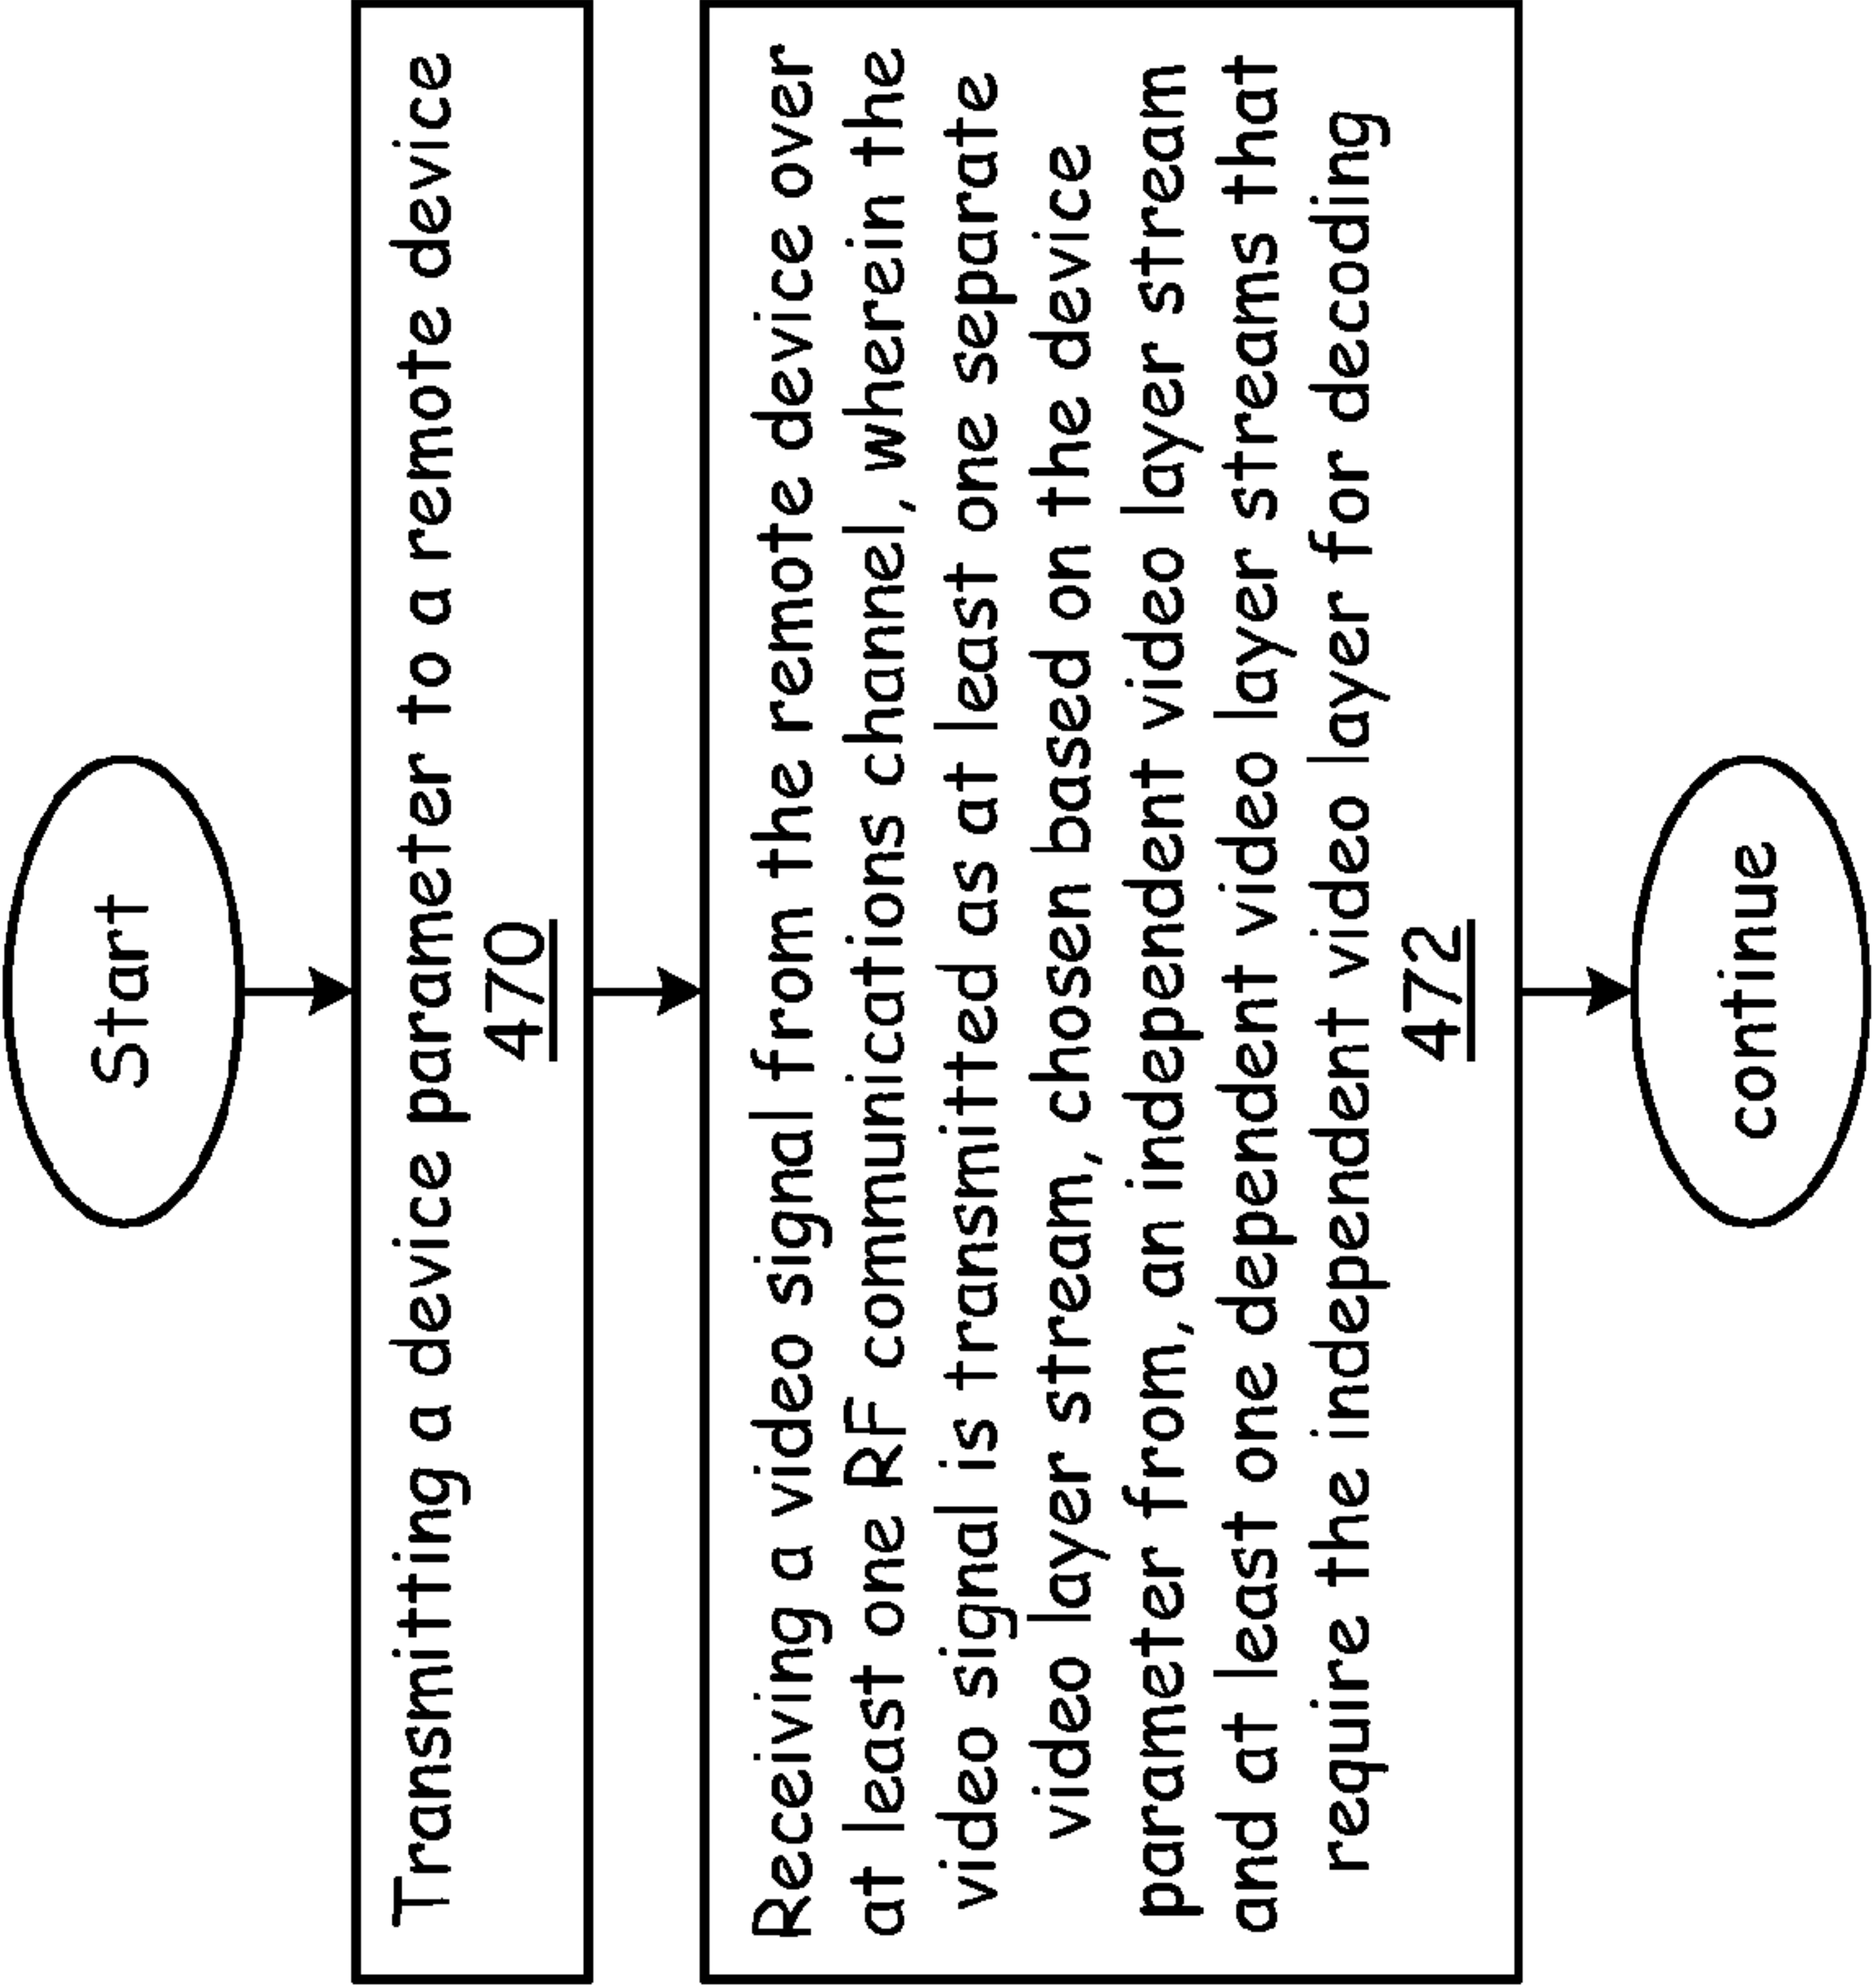 Start
Transmitting a device parameter to a remote device
470
Receiving a video signal from the remote device over
at least one RF communications channel, wherein the
video signal is transmitted as at least one separate
video layer stream, chosen based on the device
parameter from, an independent video layer stream
and at least one dependent video layer streams that
require the independent video layer for decoding
472
continue